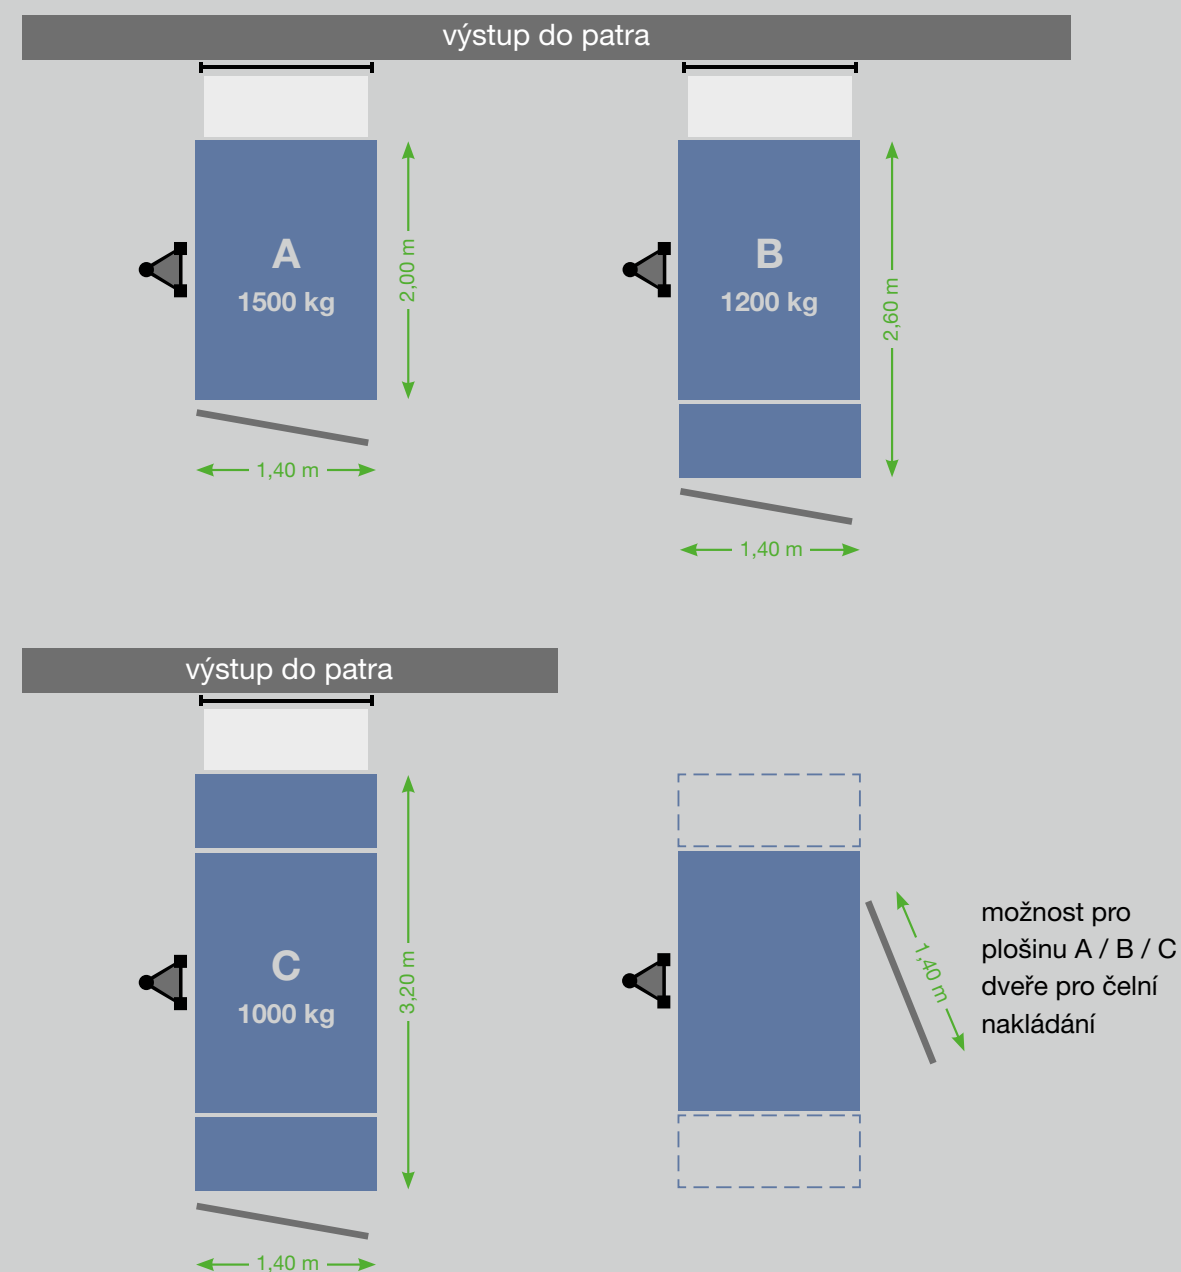 výstup do patra
A
1500 kg
2,00 m
1,40 m
B
1200 kg
2,60 m
1,40 m
výstup do patra
C
1000 kg
3,20 m
1,40 m
1,40 m
možnost pro
plošinu A / B / C
dveře pro čelní
nakládání